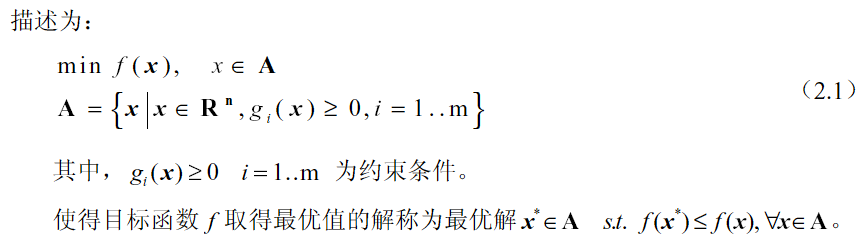 描述为：
min f(x), x ∈ A
A = {x | x ∈ Rⁿ, gᵢ(x) ≥ 0, i = 1..m} （2.1）
其中，gᵢ(x) ≥ 0 i = 1..m 为约束条件。
使得目标函数 f 取得最优值的解称为最优解 x* ∈ A s.t. f(x*) ≤ f(x), ∀x ∈ A。